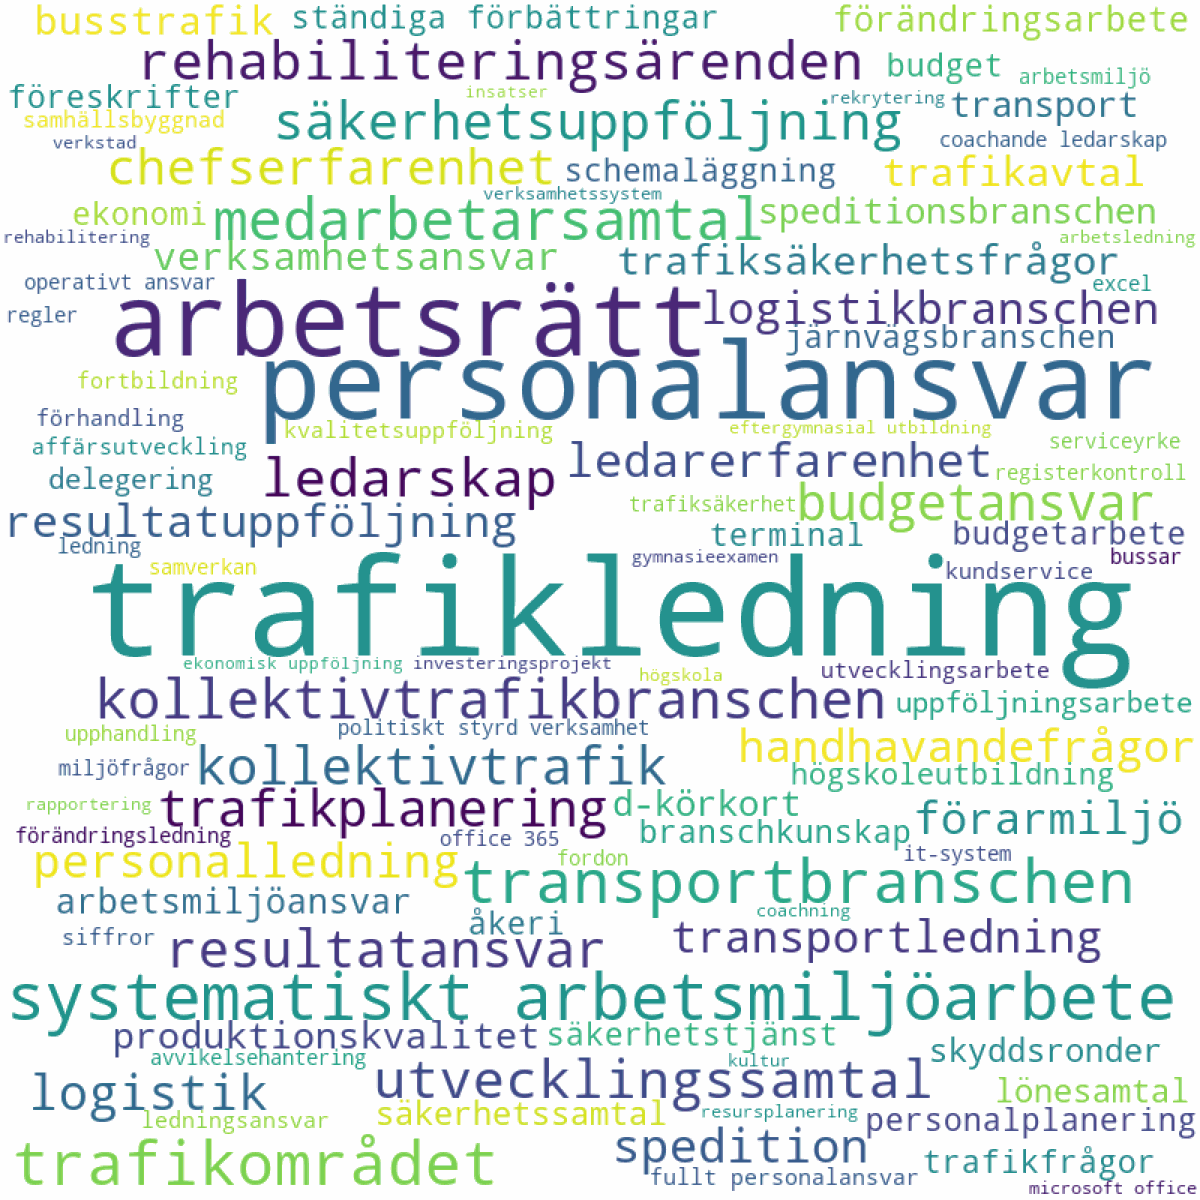 busstrafik
ständiga förbättringar
förändringsarbete
rehabiliteringsärenden
budget
arbetsmiljö
föreskrifter
insatser
rekrytering
transport
samhällsbyggnad
säkerhetsuppföljning
verkstad
coachande ledarskap
chefserfarenhet
schemaläggning
trafikavtal
verksamhetssystem
ekonomi
medarbetarsamtal
speditionsbranschen
rehabilitering
arbetsledning
verksamhetsansvar
trafiksäkerhetsfrågor
operativt ansvar
excel
regler
arbetsrätt
logistikbranschen
järnvägsbranschen
fortbildning
personalansvar
förhandling
kvalitetsuppföljning
eftergymnasial utbildning
affärsutveckling
serviceyrke
delegering
ledarskap
ledarerfarenhet
registerkontroll
trafiksäkerhet
budgetansvar
resultatuppföljning
terminal
budgetarbete
ledning
gymnasieexamen
bussar
samverkan
kundservice
trafikledning
ekonomisk uppföljning
investeringsprojekt
högskola
utvecklingsarbete
kollektivtrafikbranschen
uppföljningsarbete
upphandling
politiskt styrd verksamhet
handhavandefrågor
miljöfrågor
kollektivtrafik
högskoleutbildning
rapportering
trafikplanering
d-körkort
förarmiljö
förändringsledning
office 365
branschkunskap
personalledning
fordon
it-system
transportbranschen
arbetsmiljöansvar
åkeri
coachning
siffror
resultatansvar
transportledning
systematiskt arbetsmiljöarbete
produktionskvalitet
säkerhetstjänst
skyddsronder
avvikelsehantering
kultur
logistik
utvecklingssamtal
lönesamtal
ledningsansvar
säkerhetssamtal
resursplanering
personalplanering
trafikområdet
spedition
trafikfrågor
fullt personalansvar
microsoft office